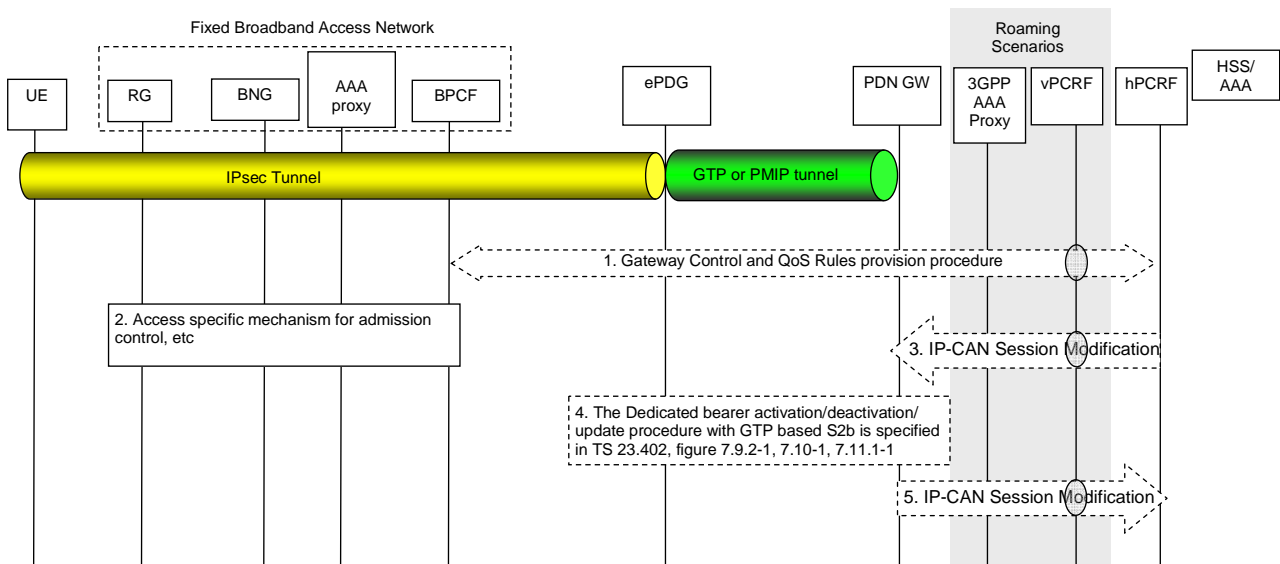 Fixed Broadband Access Network
Roaming
Scenarios
UE
RG
BNG
AAA
proxy
BPCF
ePDG
PDN GW
3GPP
AAA
Proxy
vPCRF
hPCRF
HSS/
AAA
IPsec Tunnel
GTP or PMIP tunnel
1. Gateway Control and QoS Rules provision procedure
2. Access specific mechanism for admission
control, etc
3. IP-CAN Session Modification
4. The Dedicated bearer activation/deactivation/
update procedure with GTP based S2b is specified
in TS 23.402, figure 7.9.2-1, 7.10-1, 7.11.1-1
5. IP-CAN Session Modification